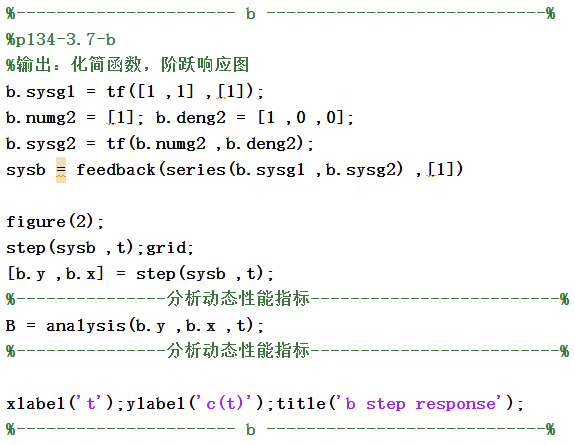 %---------------------- b ----------------------------%
%p134-3.7-b
%输出：化简函数，阶跃响应图
b.sysg1 = tf([1 ,1] ,[1]);
b.numg2 = [1]; b.deng2 = [1 ,0 ,0];
b.sysg2 = tf(b.numg2 ,b.deng2);
sysb = feedback(series(b.sysg1 ,b.sysg2) ,[1])
figure(2);
step(sysb ,t);grid;
[b.y ,b.x] = step(sysb ,t);
%---------------分析动态性能指标-------------------------%
B = analysis(b.y ,b.x ,t);
%---------------分析动态性能指标-------------------------%
xlabel('t');ylabel('c(t)');title('b step response');
%---------------------- b ----------------------------%